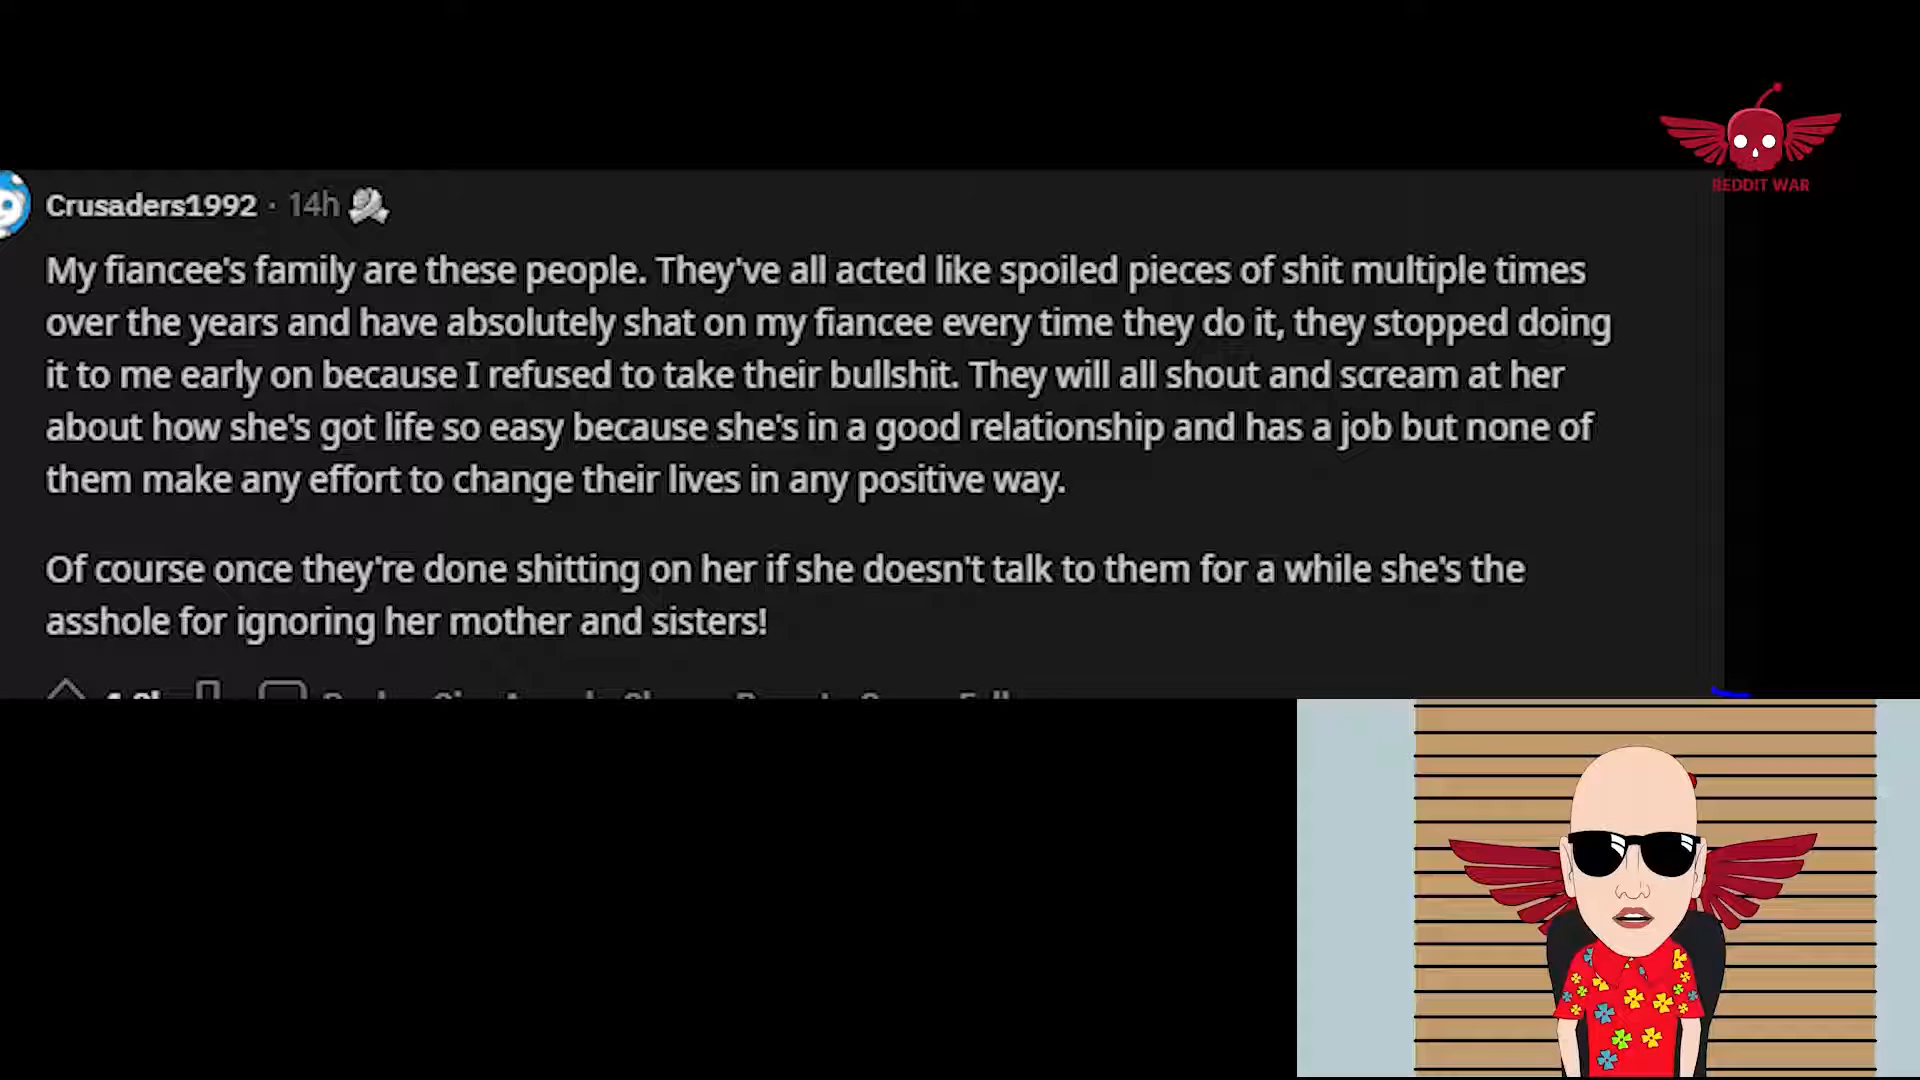 REDDIT WAR
Crusaders1992 · 14h
My fiancee's family are these people. They've all acted like spoiled pieces of shit multiple times
over the years and have absolutely shat on my fiancee every time they do it, they stopped doing
it to me early on because I refused to take their bullshit. They will all shout and scream at her
about how she's got life so easy because she's in a good relationship and has a job but none of
them make any effort to change their lives in any positive way.
Of course once they're done shitting on her if she doesn't talk to them for a while she's the
asshole for ignoring her mother and sisters!